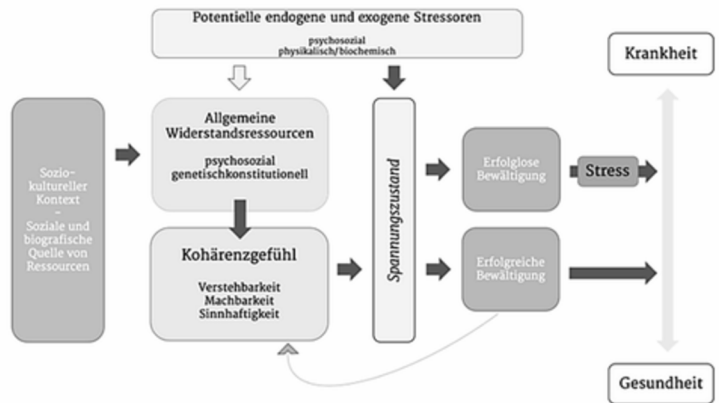 Potentielle endogene und exogene Stressoren
psychosozial
physikalisch/biochemisch
Krankheit
Sozio-
kultureller
Kontext
–
Soziale und
biografische
Quelle von
Ressourcen
Allgemeine
Widerstandsressourcen
psychosozial
genetischkonstitutionell
Kohärenzgefühl
Verstehbarkeit
Machbarkeit
Sinnhaftigkeit
Spannungszustand
Erfoglose
Bewältigung
Stress
Erfolgreiche
Bewältigung
Gesundheit